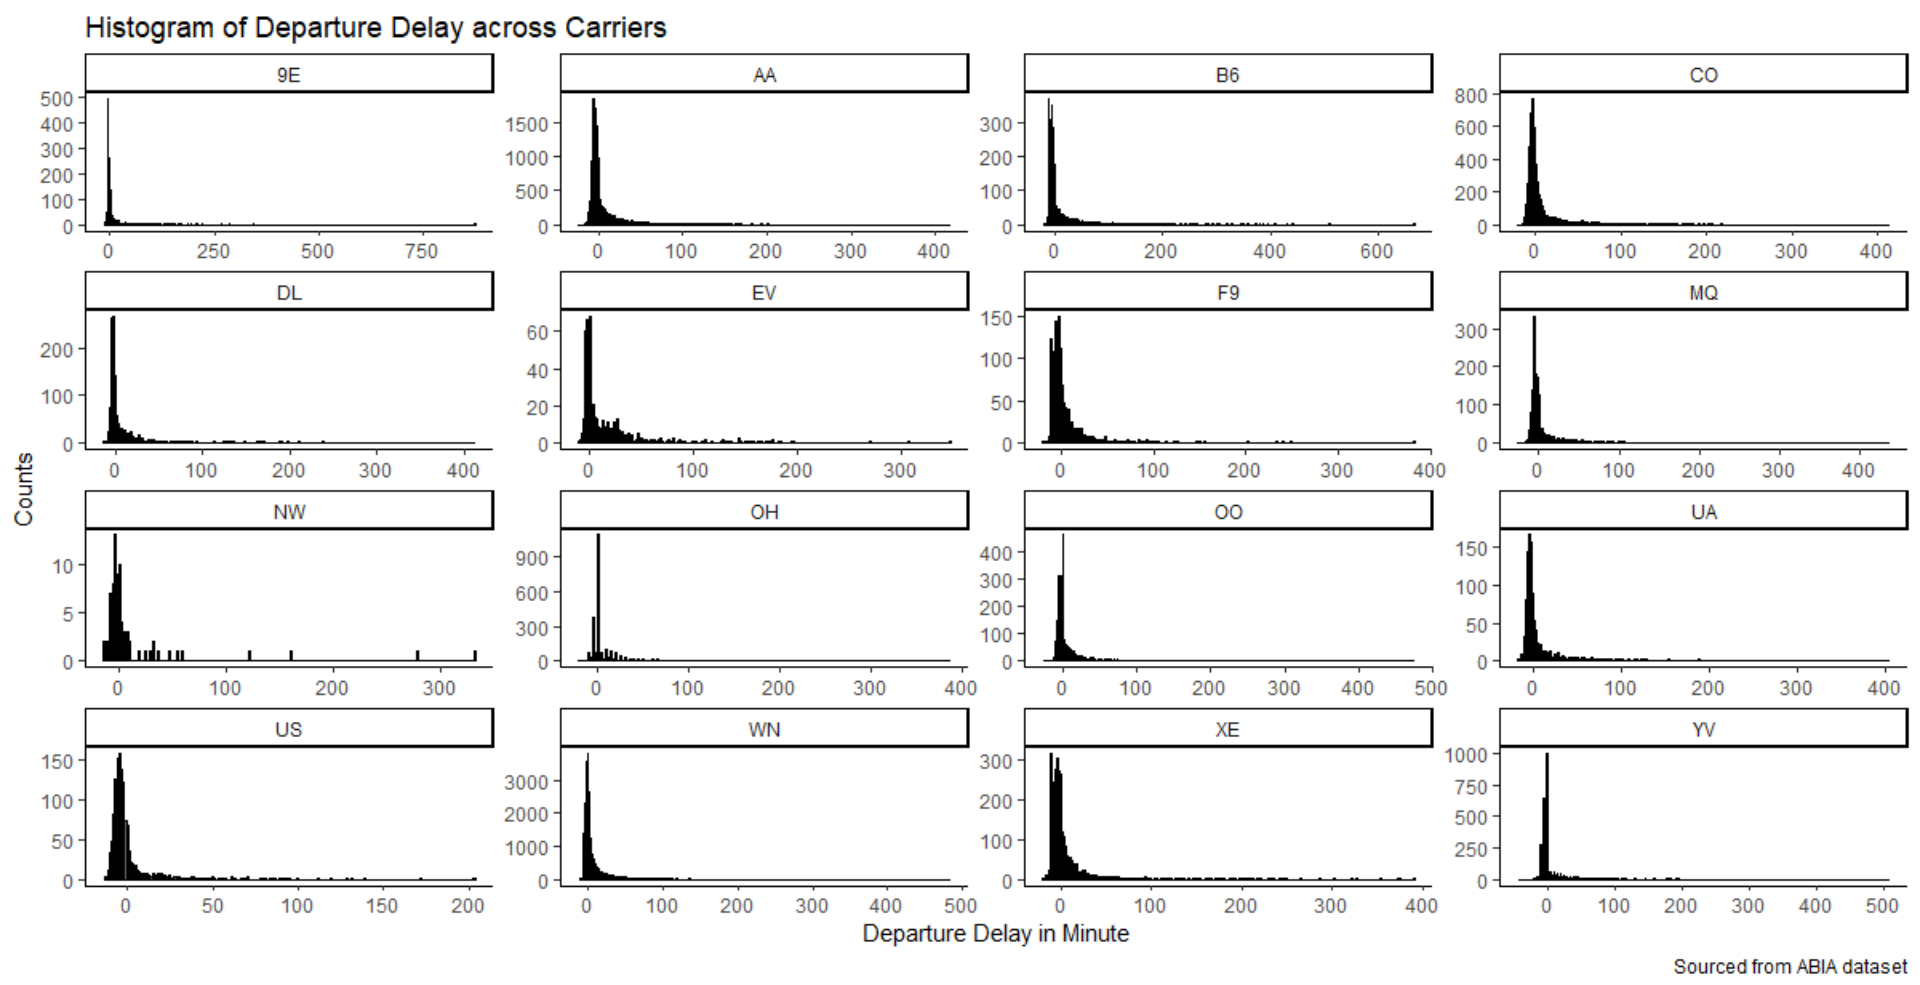 Histogram of Departure Delay across Carriers
9E AA B6 CO
500 400 300 200 100 0
1500 1000 500 0
300 200 100 0
800 600 400 200 0
0 250 500 750
0 100 200 300 400
0 200 400 600
0 100 200 300 400
DL EV F9 MQ
200 100 0
60 40 20 0
150 100 50 0
300 200 100 0
0 100 200 300 400
0 100 200 300
0 100 200 300 400
0 100 200 300 400
Counts
NW OH OO UA
10 5 0
900 600 300 0
400 300 200 100 0
150 100 50 0
0 100 200 300
0 100 200 300 400
0 100 200 300 400 500
0 100 200 300 400
US WN XE YV
150 100 50 0
3000 2000 1000 0
300 200 100 0
1000 750 500 250 0
0 50 100 150 200
0 100 200 300 400 500
0 100 200 300 400
0 100 200 300 400 500
Departure Delay in Minute
Sourced from ABIA dataset